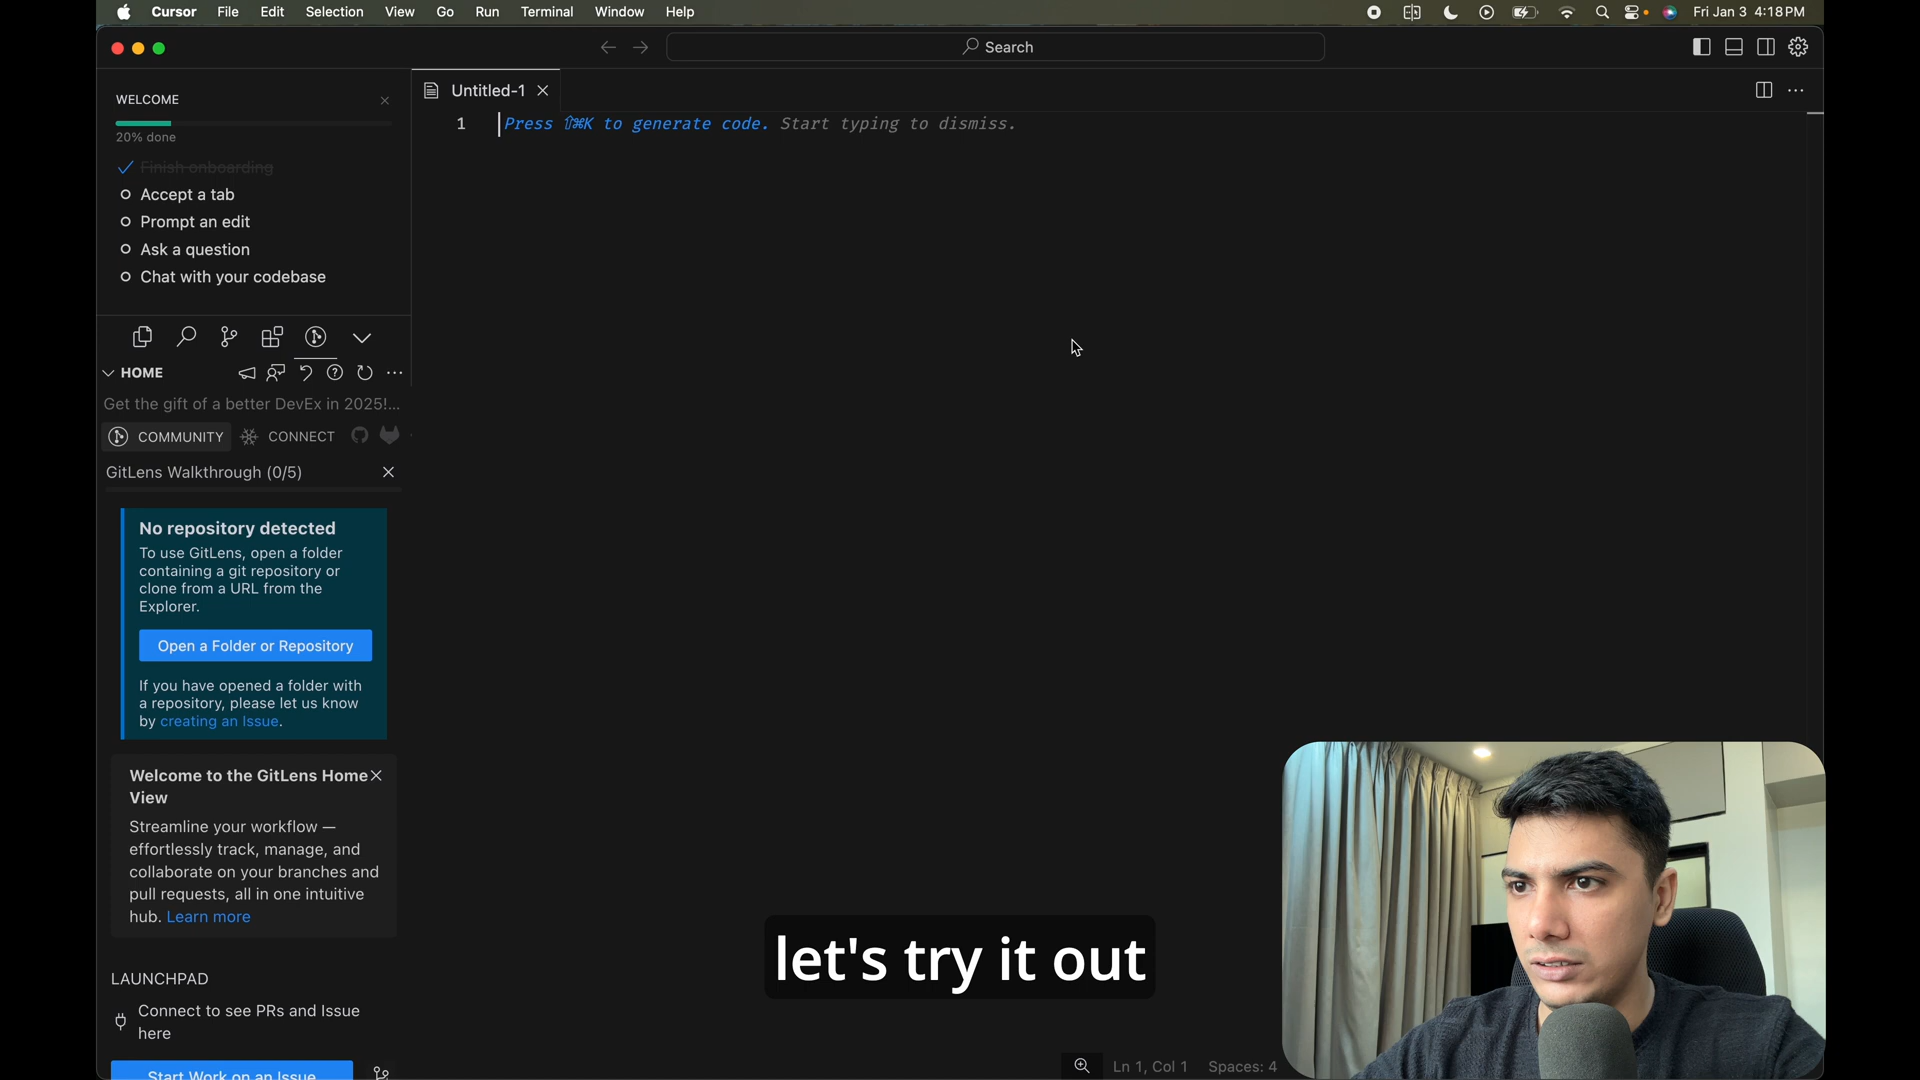 Cursor File Edit Selection View Go Run Terminal Window Help Fri Jan 3 4:18 PM
Search
WELCOME
20% done
Finish onboarding
Accept a tab
Prompt an edit
Ask a question
Chat with your codebase
HOME
Get the gift of a better DevEx in 2025!...
COMMUNITY CONNECT
GitLens Walkthrough (0/5)
No repository detected
To use GitLens, open a folder
containing a git repository or
clone from a URL from the
Explorer.
Open a Folder or Repository
If you have opened a folder with
a repository, please let us know
by creating an Issue.
Welcome to the GitLens Home
View
Streamline your workflow —
effortlessly track, manage, and
collaborate on your branches and
pull requests, all in one intuitive
hub. Learn more
LAUNCHPAD
Connect to see PRs and Issue
here
Start Work on an Issue
Untitled-1
1 Press ⇧⌘K to generate code. Start typing to dismiss.
let's try it out
Ln 1, Col 1 Spaces: 4